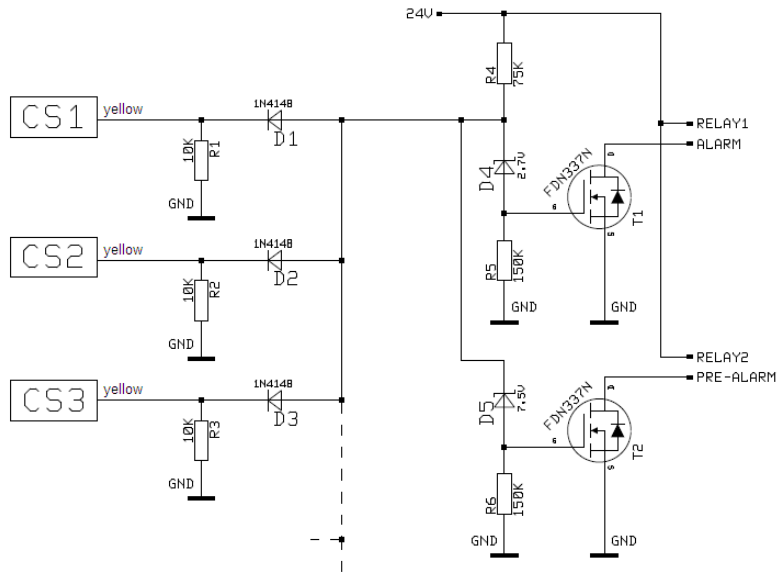 24V
R4
75K
CS1
yellow
1N4148
D1
10K
R1
GND
RELAY1
ALARM
D4
2.7V
FDN337N
D
G
S
T1
R5
150K
GND
GND
CS2
yellow
1N4148
D2
10K
R2
GND
CS3
yellow
1N4148
D3
10K
R3
GND
RELAY2
PRE-ALARM
D5
7.5V
FDN337N
D
G
S
T2
R6
150K
GND
GND